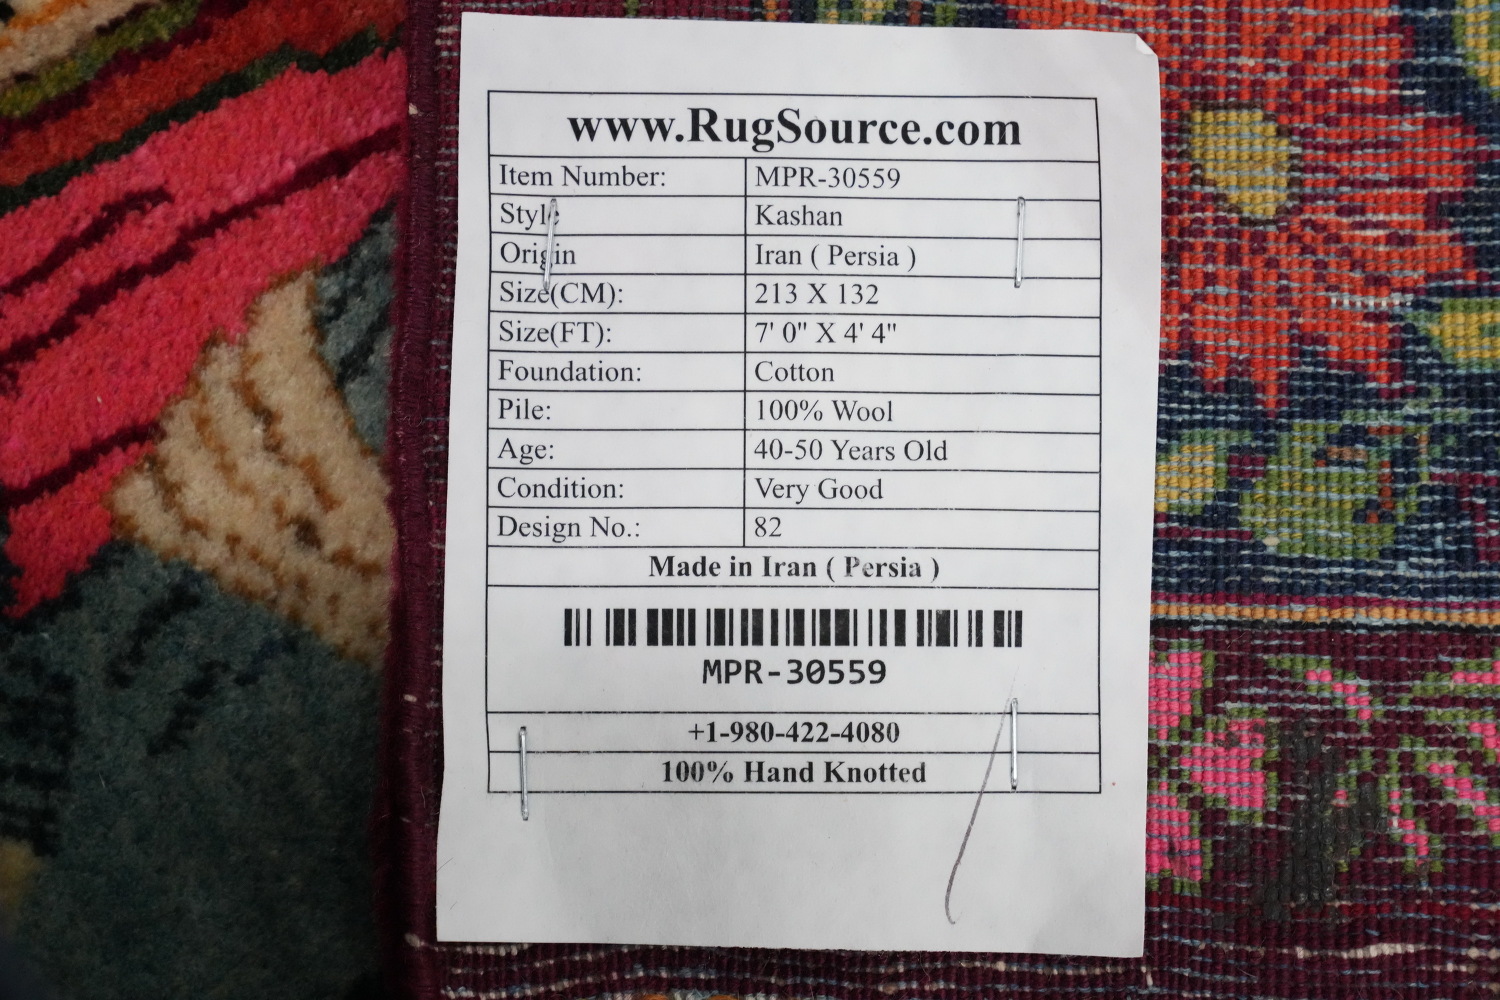 www.RugSource.com
Item Number: MPR-30559
Style Kashan
Origin Iran ( Persia )
Size(CM): 213 X 132
Size(FT): 7' 0" X 4' 4"
Foundation: Cotton
Pile: 100% Wool
Age: 40-50 Years Old
Condition: Very Good
Design No.: 82
Made in Iran ( Persia )
MPR-30559
+1-980-422-4080
100% Hand Knotted